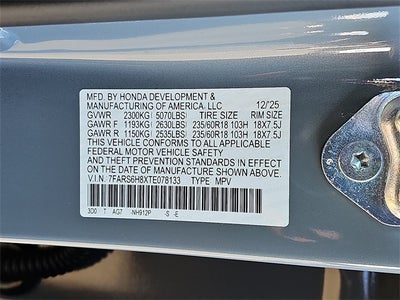 MFD. BY HONDA DEVELOPMENT &
MANUFACTURING OF AMERICA, LLC 12/'25
GVWR 2300KG 5070LBS TIRE SIZE RIM SIZE
GAWR F 1193KG 2630LBS 235/60R18 103H 18X7.5J
GAWR R 1150KG 2535LBS 235/60R18 103H 18X7.5J
THIS VEHICLE CONFORMS TO ALL APPLICABLE
FEDERAL MOTOR VEHICLE SAFETY
AND THEFT PREVENTION STANDARDS IN EFFECT
ON THE DATE OF MANUFACTURE SHOWN ABOVE.
V.I.N. 7FARS6H8XTE078133 TYPE MPV
3D0 T AG7 -NH912P -S -E